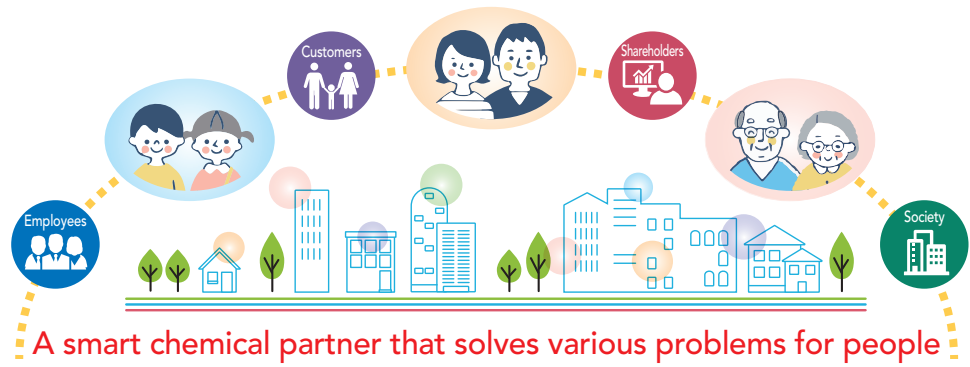 Customers
Shareholders
Employees
Society
A smart chemical partner that solves various problems for people